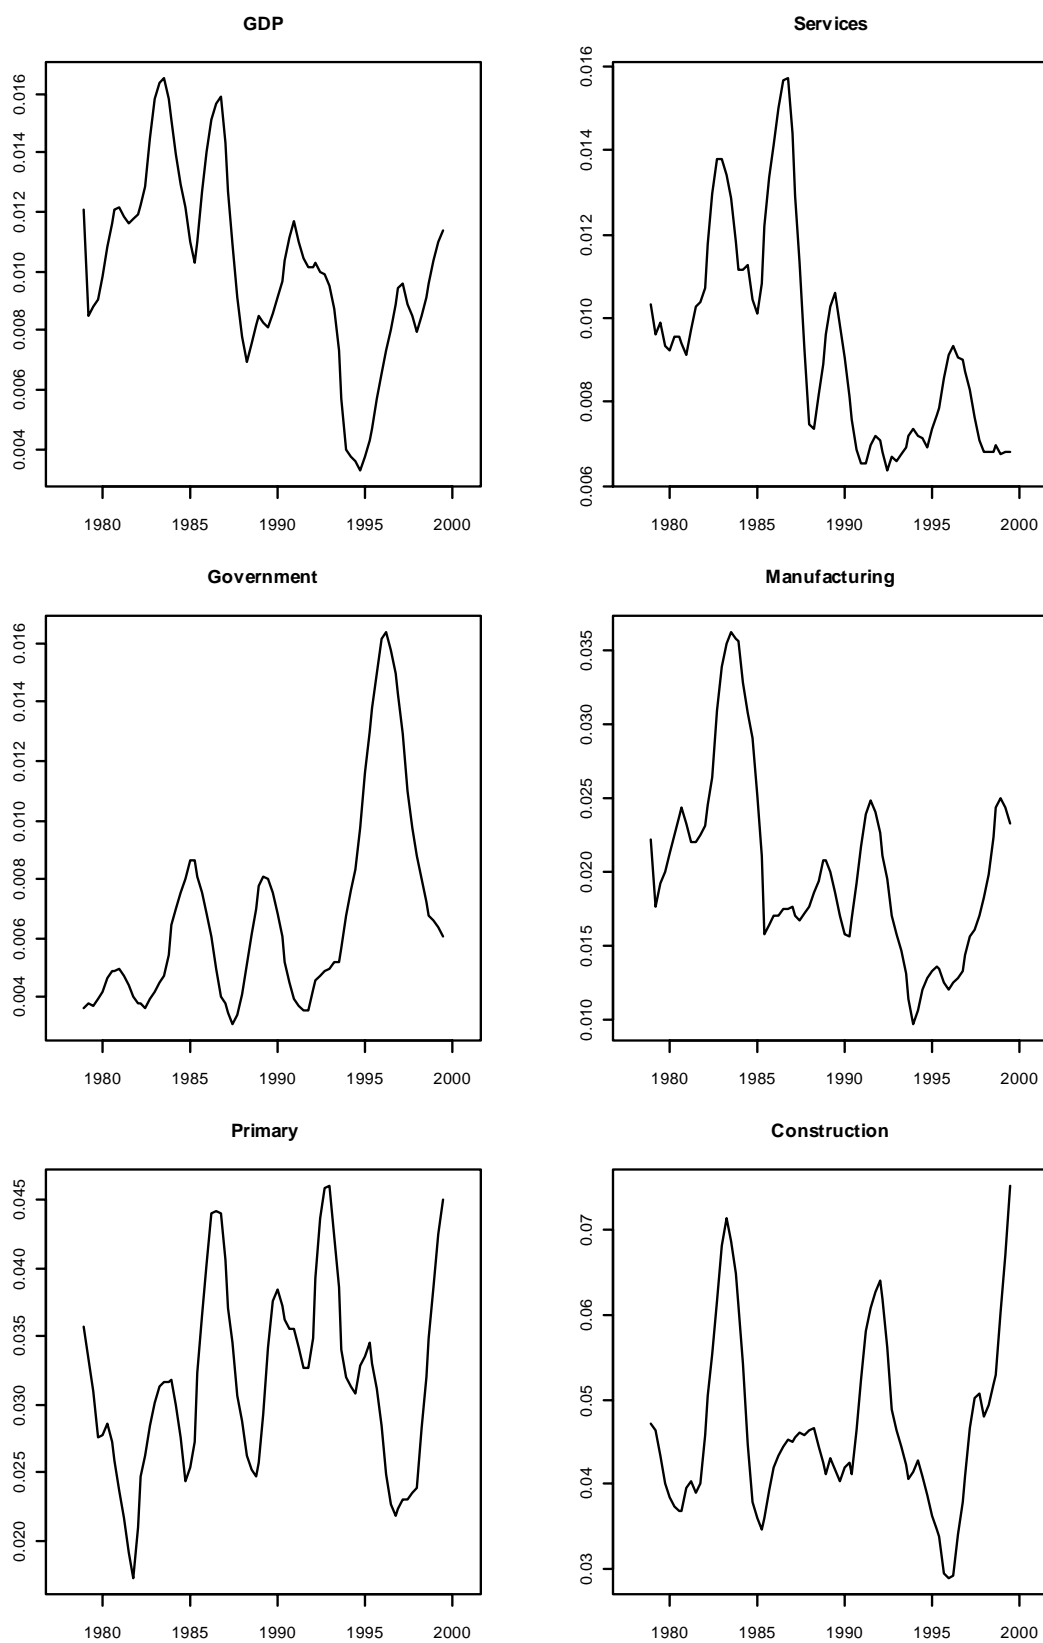 GDP
0.004 0.006 0.008 0.010 0.012 0.014 0.016
1980 1985 1990 1995 2000
Services
0.006 0.008 0.010 0.012 0.014 0.016
1980 1985 1990 1995 2000
Government
0.004 0.006 0.008 0.010 0.012 0.014 0.016
1980 1985 1990 1995 2000
Manufacturing
0.010 0.015 0.020 0.025 0.030 0.035
1980 1985 1990 1995 2000
Primary
0.020 0.025 0.030 0.035 0.040 0.045
1980 1985 1990 1995 2000
Construction
0.03 0.04 0.05 0.06 0.07
1980 1985 1990 1995 2000